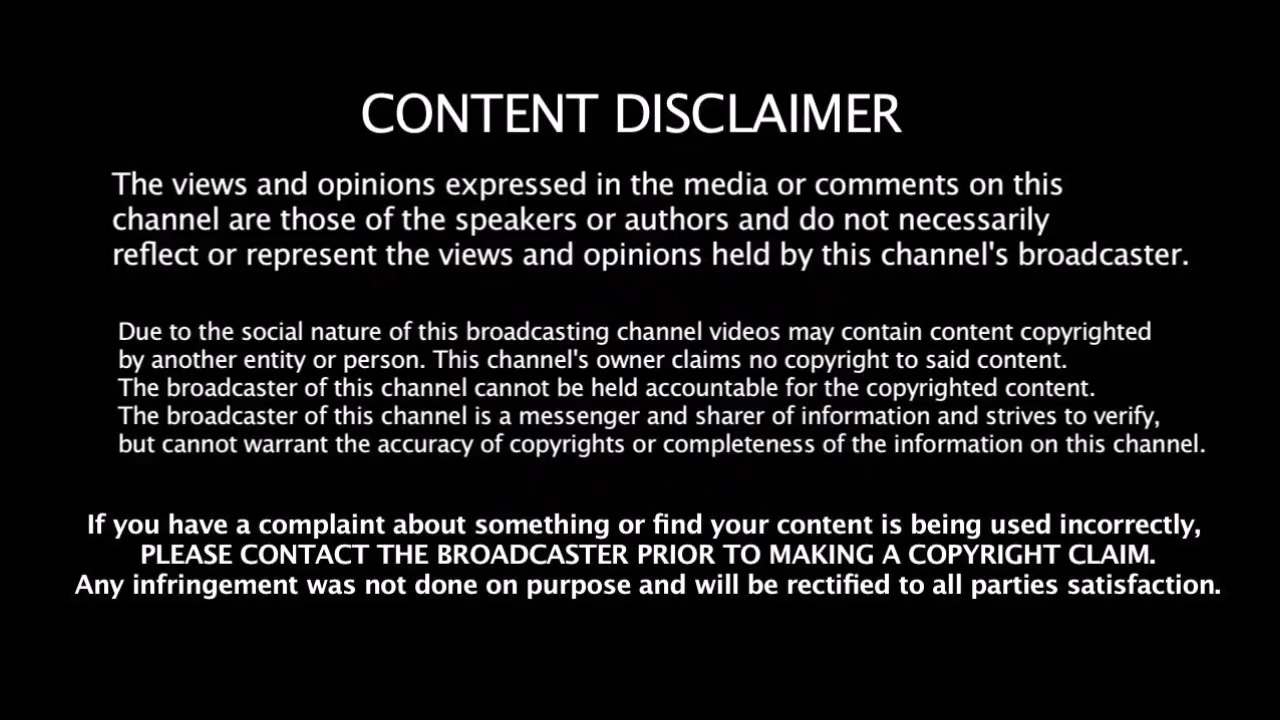 CONTENT DISCLAIMER
The views and opinions expressed in the media or comments on this
channel are those of the speakers or authors and do not necessarily
reflect or represent the views and opinions held by this channel's broadcaster.
Due to the social nature of this broadcasting channel videos may contain content copyrighted
by another entity or person. This channel's owner claims no copyright to said content.
The broadcaster of this channel cannot be held accountable for the copyrighted content.
The broadcaster of this channel is a messenger and sharer of information and strives to verify,
but cannot warrant the accuracy of copyrights or completeness of the information on this channel.
If you have a complaint about something or find your content is being used incorrectly,
PLEASE CONTACT THE BROADCASTER PRIOR TO MAKING A COPYRIGHT CLAIM.
Any infringement was not done on purpose and will be rectified to all parties satisfaction.